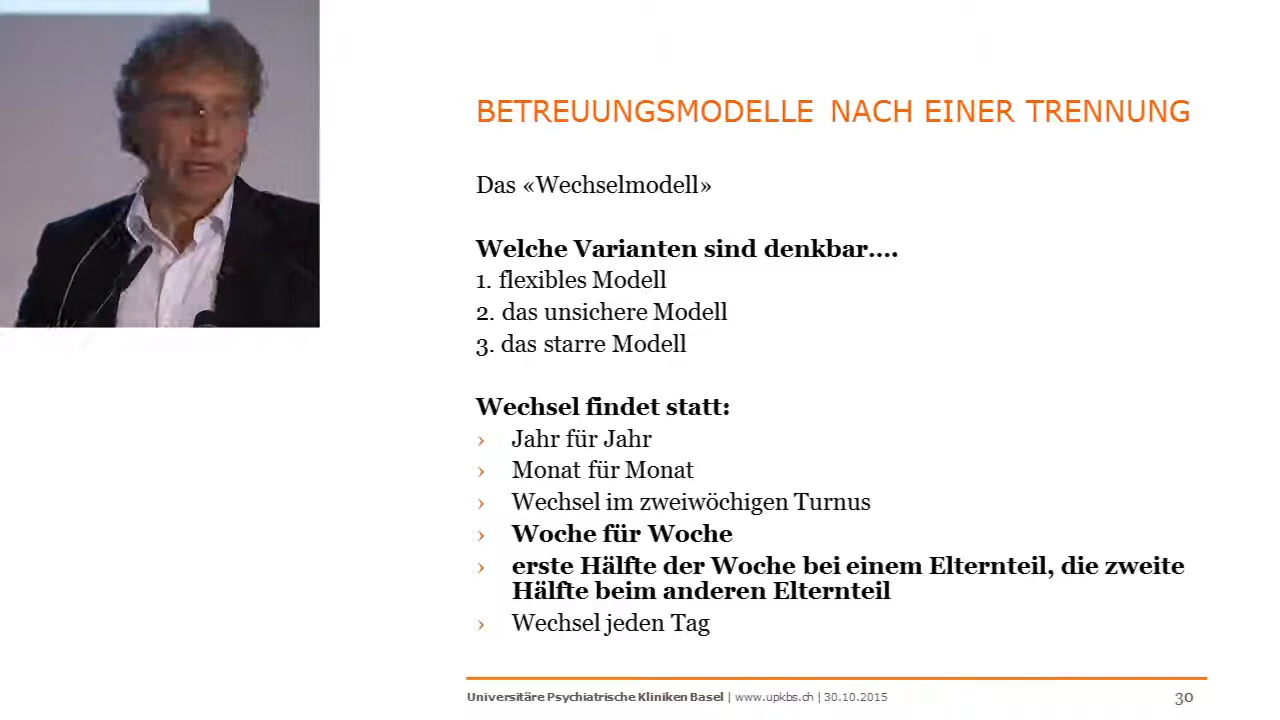 BETREUUNGSMODELLE NACH EINER TRENNUNG
Das «Wechselmodell»
Welche Varianten sind denkbar....
1. flexibles Modell
2. das unsichere Modell
3. das starre Modell
Wechsel findet statt:
› Jahr für Jahr
› Monat für Monat
› Wechsel im zweiwöchigen Turnus
› Woche für Woche
› erste Hälfte der Woche bei einem Elternteil, die zweite
Hälfte beim anderen Elternteil
› Wechsel jeden Tag
Universitäre Psychiatrische Kliniken Basel | www.upkbs.ch | 30.10.2015
30